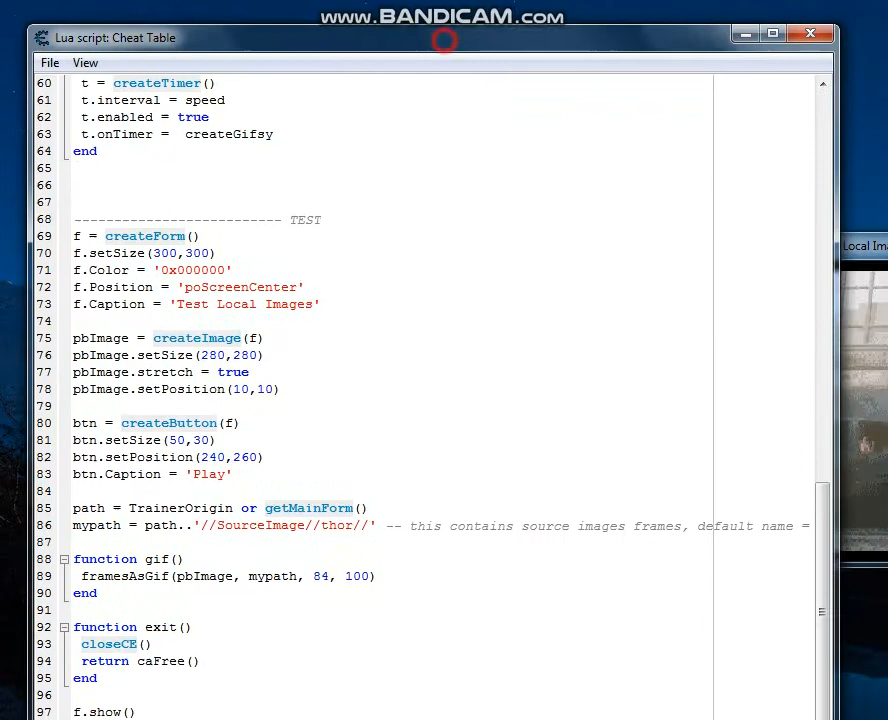 www.BANDICAM.com
Lua script: Cheat Table
File View
60 t = createTimer()
61 t.interval = speed
62 t.enabled = true
63 t.onTimer =  createGifsy
64 end
65
66
67
68 -------------------------- TEST
69 f = createForm()
70 f.setSize(300,300)
71 f.Color = '0x000000'
72 f.Position = 'poScreenCenter'
73 f.Caption = 'Test Local Images'
74
75 pbImage = createImage(f)
76 pbImage.setSize(280,280)
77 pbImage.stretch = true
78 pbImage.setPosition(10,10)
79
80 btn = createButton(f)
81 btn.setSize(50,30)
82 btn.setPosition(240,260)
83 btn.Caption = 'Play'
84
85 path = TrainerOrigin or getMainForm()
86 mypath = path..'//SourceImage//thor//' -- this contains source images frames, default name =
87
88 function gif()
89 framesAsGif(pbImage, mypath, 84, 100)
90 end
91
92 function exit()
93 closeCE()
94 return caFree()
95 end
96
97 f.show()
Local Ima